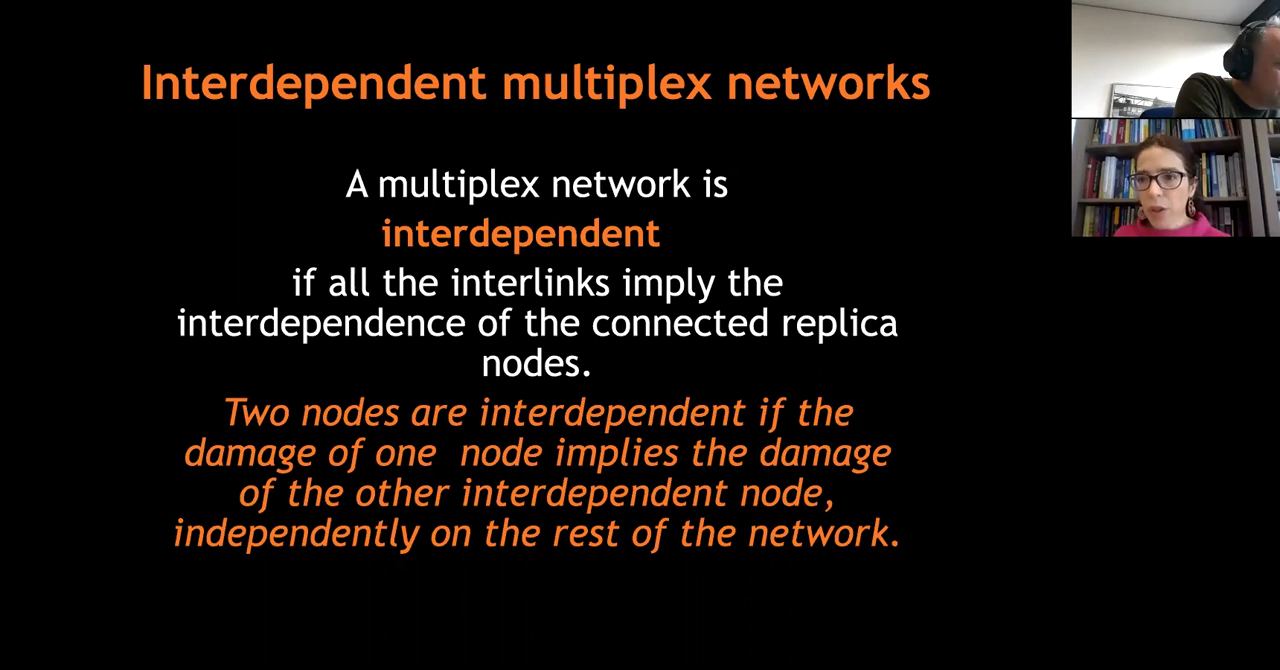 Interdependent multiplex networks
A multiplex network is
interdependent
if all the interlinks imply the
interdependence of the connected replica
nodes.
Two nodes are interdependent if the
damage of one  node implies the damage
of the other interdependent node,
independently on the rest of the network.